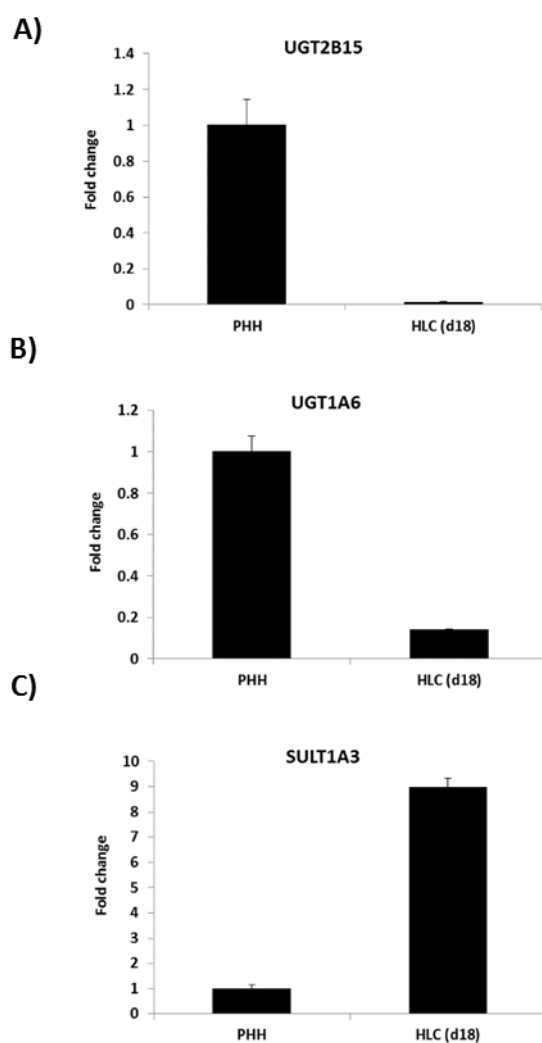 A)
UGT2B15
1.4
1.2
1
0.8
0.6
0.4
0.2
0
Fold change
PHH HLC (d18)
B)
UGT1A6
1.2
1
0.8
0.6
0.4
0.2
0
Fold change
PHH HLC (d18)
C)
SULT1A3
10
9
8
7
6
5
4
3
2
1
0
Fold change
PHH HLC (d18)